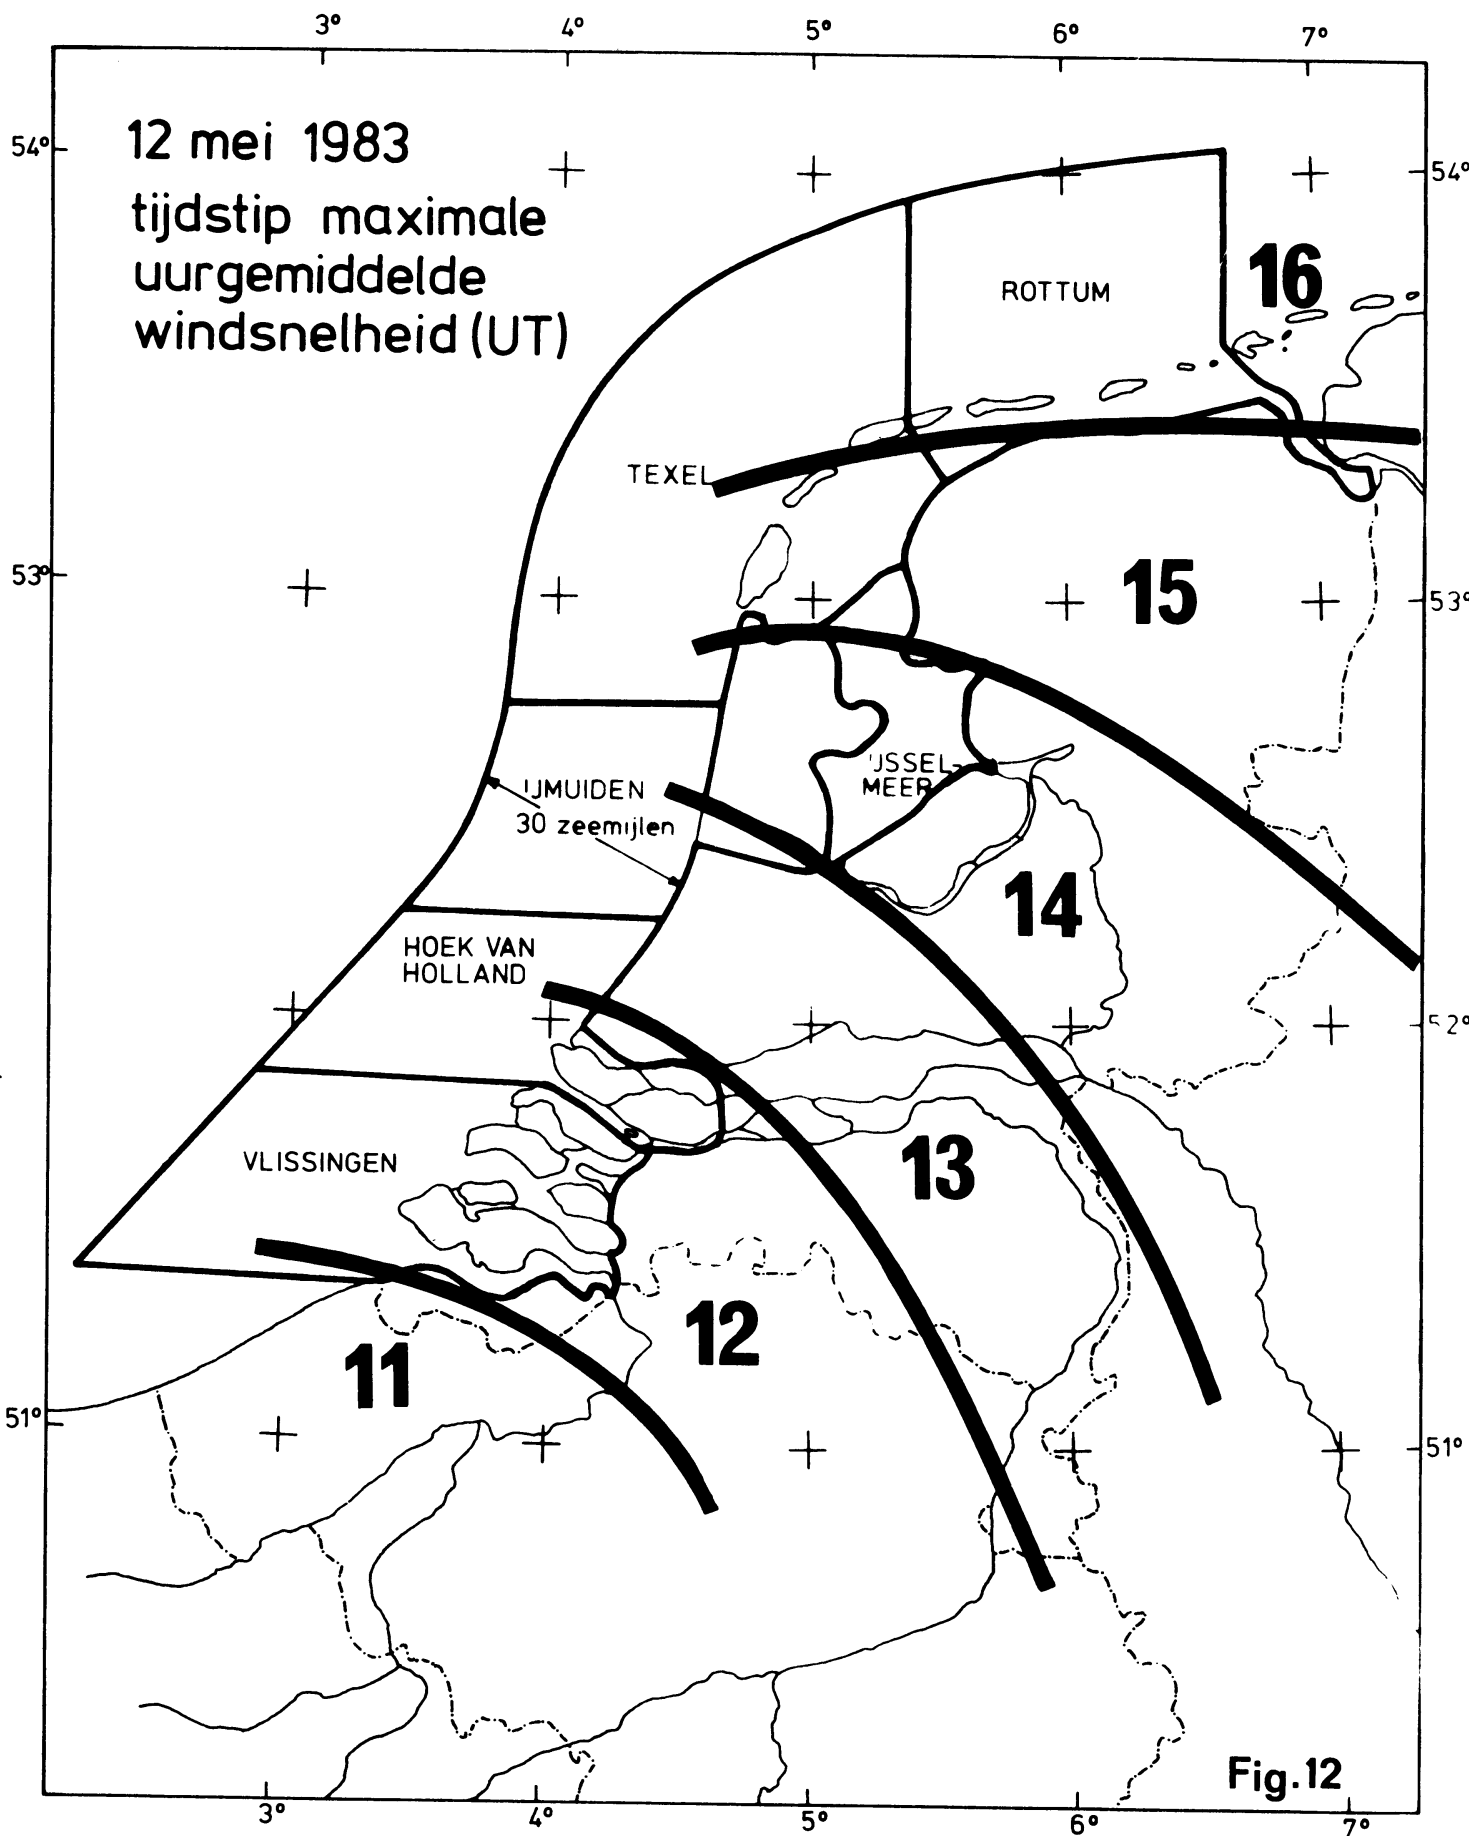 3° 4° 5° 6° 7°
12 mei 1983
tijdstip maximale
uurgemiddelde
windsnelheid (UT)
54° 54°
16
ROTTUM
TEXEL
53° 53°
15
IJSSEL-
MEER
IJMUIDEN
30 zeemijlen
14
HOEK VAN
HOLLAND
52°
13
VLISSINGEN
12
11
51° 51°
Fig.12
3° 4° 5° 6° 7°